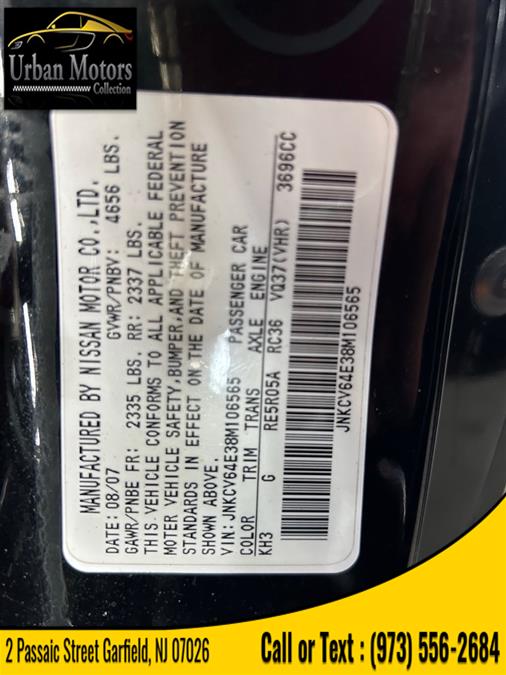 Urban Motors
Collection
MANUFACTURED BY NISSAN MOTOR CO.,LTD.
DATE: 08/07 GVWR/PNBV: 4656 LBS.
GAWR/PNBE FR: 2335 LBS. RR: 2337 LBS.
THIS.VEHICLE CONFORMS TO ALL APPLICABLE FEDERAL
MOTER VEHICLE SAFETY,BUMPER,AND THEFT PREVENTION
STANDARDS IN EFFECT ON THE DATE OF MANUFACTURE
SHOWN ABOVE.
VIN: JNKCV64E38M106565 PASSENGER CAR
COLOR TRIM TRANS AXLE ENGINE
KH3 G RE5R05A RC36 VQ37(VHR) 3696CC
JNKCV64E38M106565
2 Passaic Street Garfield, NJ 07026
Call or Text : (973) 556-2684